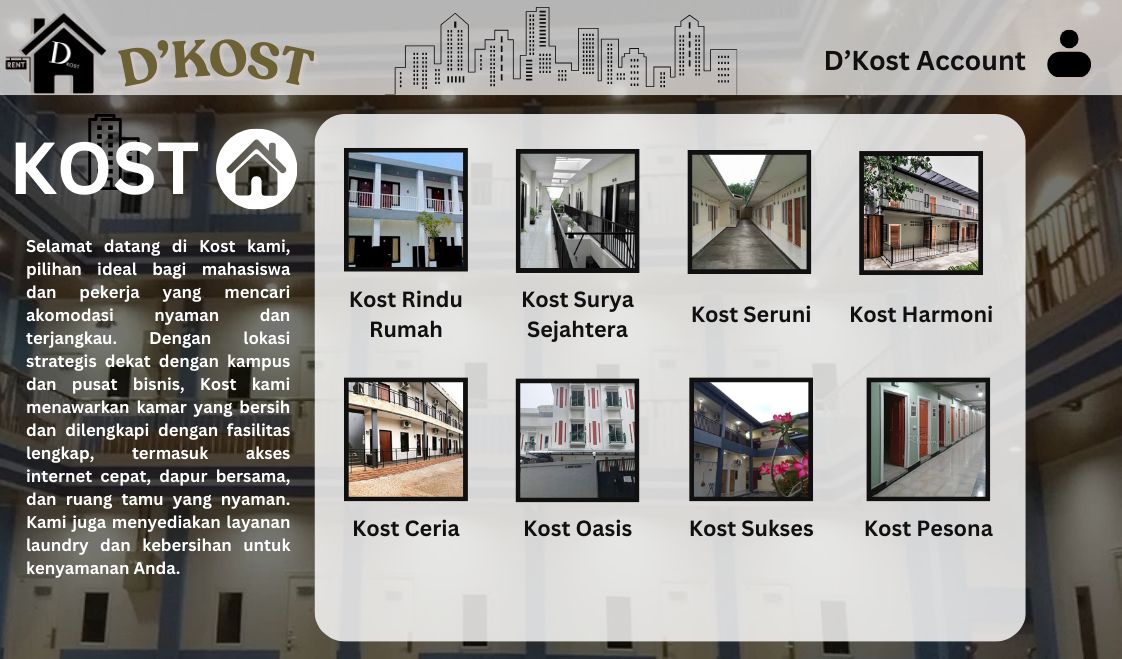 RENT
D
KOST
D'KOST
D'Kost Account
KOST
Selamat datang di Kost kami,
pilihan ideal bagi mahasiswa
dan pekerja yang mencari
akomodasi nyaman dan
terjangkau. Dengan lokasi
strategis dekat dengan kampus
dan pusat bisnis, Kost kami
menawarkan kamar yang bersih
dan dilengkapi dengan fasilitas
lengkap, termasuk akses
internet cepat, dapur bersama,
dan ruang tamu yang nyaman.
Kami juga menyediakan layanan
laundry dan kebersihan untuk
kenyamanan Anda.
Kost Rindu
Rumah
Kost Surya
Sejahtera
Kost Seruni
Kost Harmoni
Kost Ceria
Kost Oasis
Kost Sukses
Kost Pesona